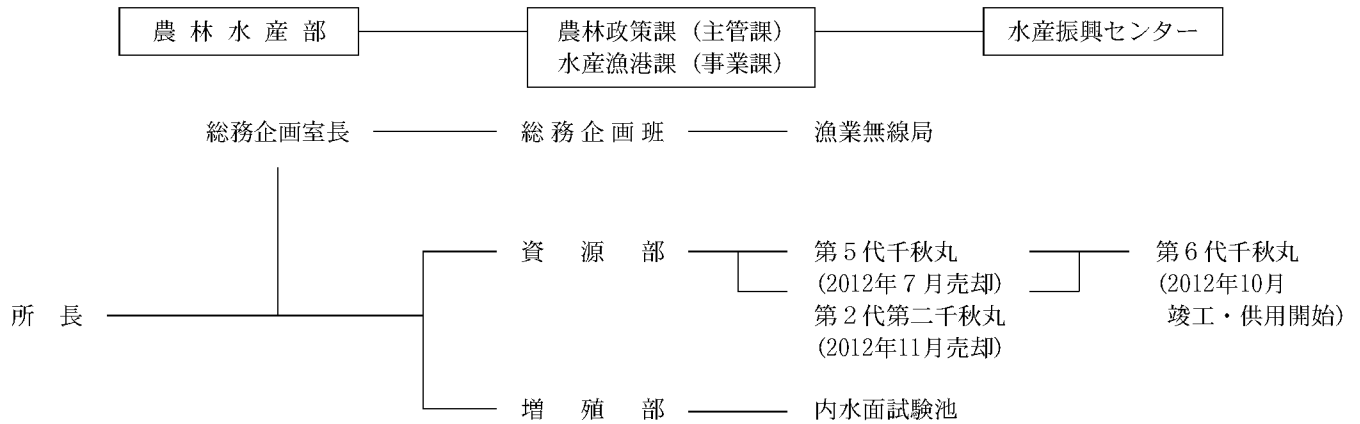 農林水産部
農林政策課（主管課）
水産漁港課（事業課）
水産振興センター
総務企画室長
総務企画班
漁業無線局
資源部
第５代千秋丸
(2012年７月売却)
第２代第二千秋丸
(2012年11月売却)
第６代千秋丸
(2012年10月
竣工・供用開始)
所長
増殖部
内水面試験池